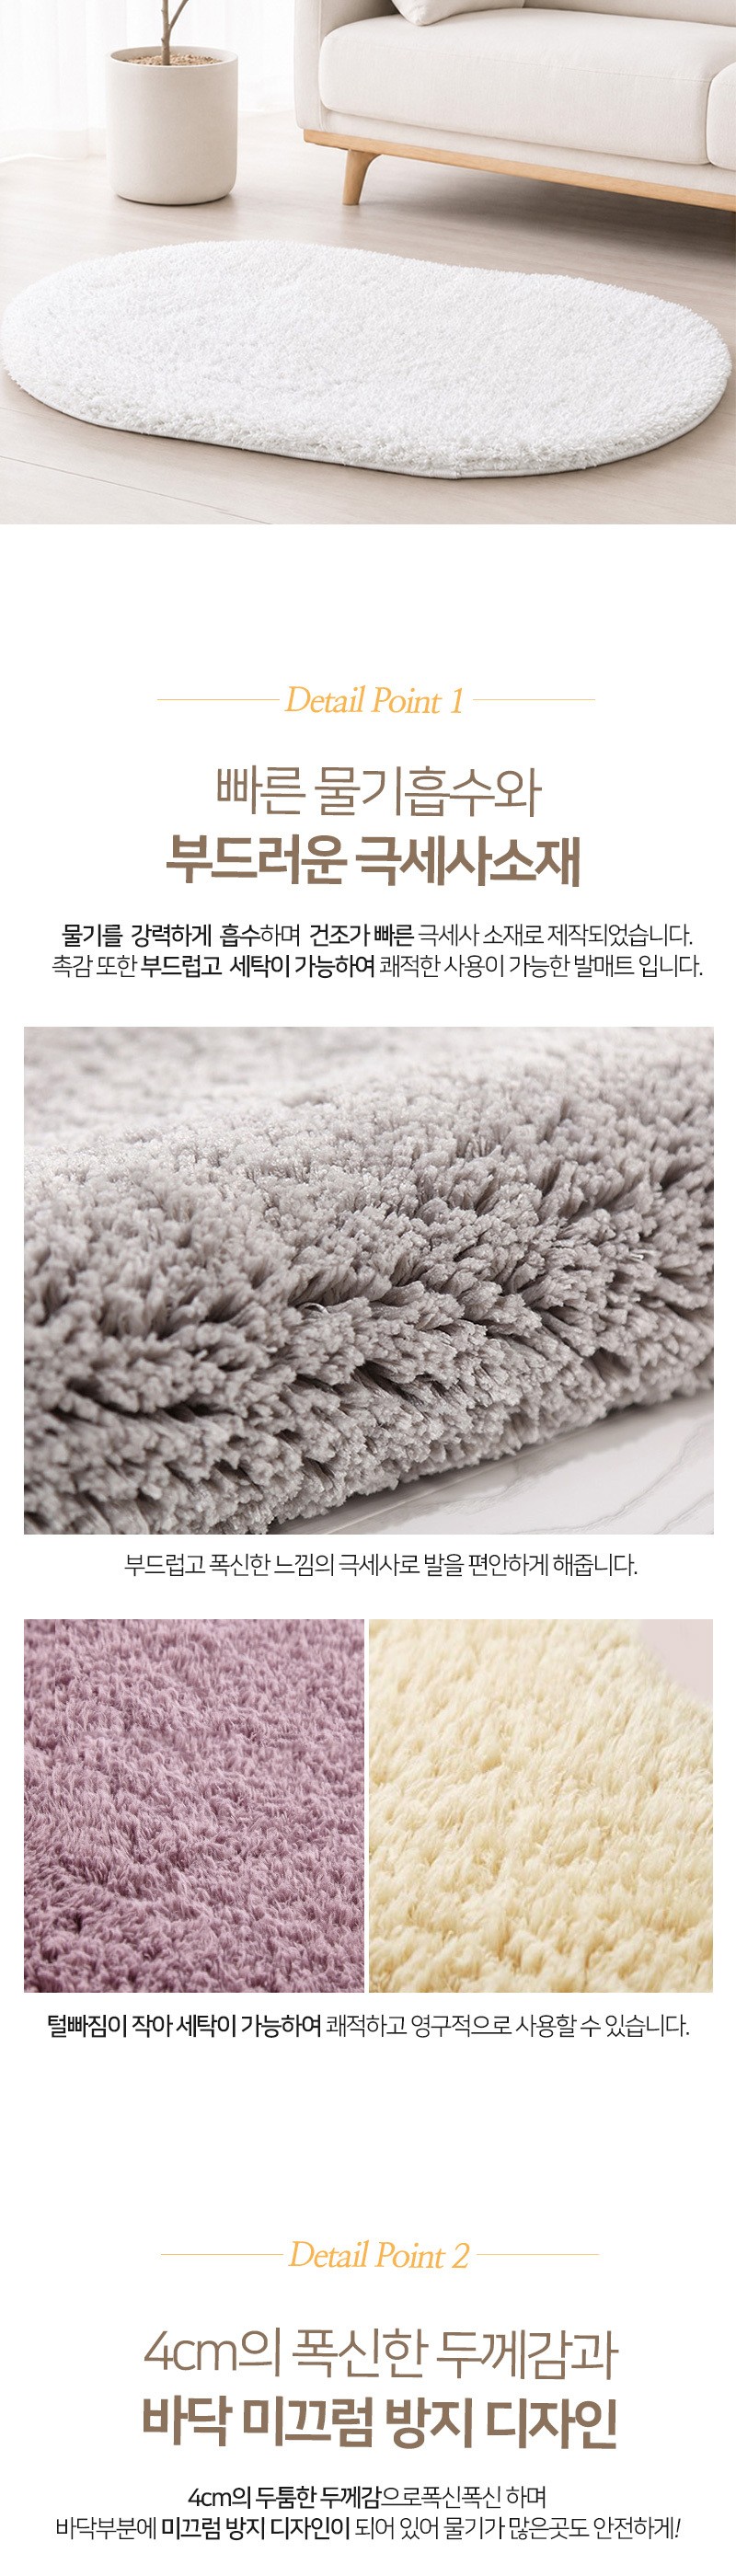 Detail Point 1
빠른 물기흡수와
부드러운 극세사소재
물기를 강력하게 흡수하며 건조가 빠른 극세사 소재로 제작되었습니다.
촉감 또한 부드럽고 세탁이 가능하여 쾌적한 사용이 가능한 발매트 입니다.
부드럽고 폭신한 느낌의 극세사로 발을 편안하게 해줍니다.
털빠짐이 작아 세탁이 가능하여 쾌적하고 영구적으로 사용할 수 있습니다.
Detail Point 2
4cm의 폭신한 두께감과
바닥 미끄럼 방지 디자인
4cm의 두툼한 두께감으로폭신폭신 하며
바닥부분에 미끄럼 방지 디자인이 되어 있어 물기가 많은곳도 안전하게!